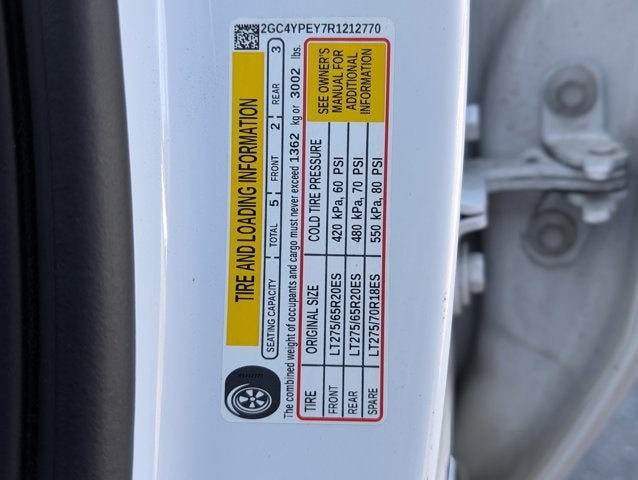 2GC4YPEY7R1212770
TIRE AND LOADING INFORMATION
SEATING CAPACITY TOTAL 5 FRONT 2 REAR 3
The combined weight of occupants and cargo must never exceed 1362 kg or 3002 lbs.
TIRE ORIGINAL SIZE COLD TIRE PRESSURE
FRONT LT275/65R20ES 420 kPa, 60 PSI
REAR LT275/65R20ES 480 kPa, 70 PSI
SPARE LT275/70R18ES 550 kPa, 80 PSI
SEE OWNER'S
MANUAL FOR
ADDITIONAL
INFORMATION